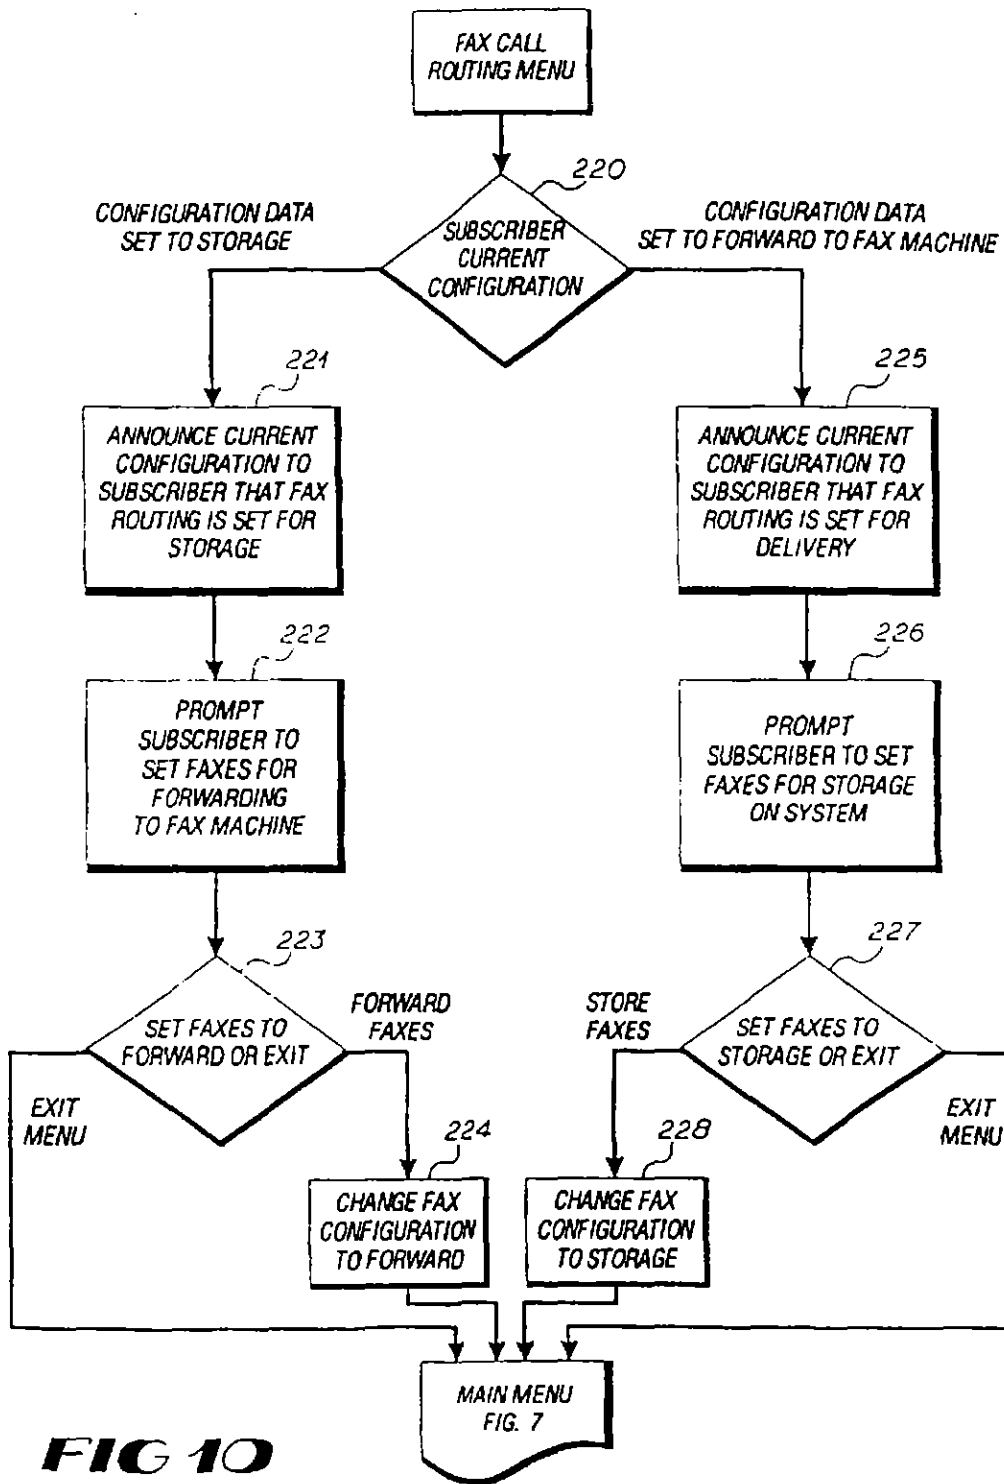 FAX CALL
ROUTING MENU
220
CONFIGURATION DATA
SET TO STORAGE
SUBSCRIBER
CURRENT
CONFIGURATION
CONFIGURATION DATA
SET TO FORWARD TO FAX MACHINE
221
ANNOUNCE CURRENT
CONFIGURATION TO
SUBSCRIBER THAT FAX
ROUTING IS SET FOR
STORAGE
225
ANNOUNCE CURRENT
CONFIGURATION TO
SUBSCRIBER THAT FAX
ROUTING IS SET FOR
DELIVERY
222
PROMPT
SUBSCRIBER TO
SET FAXES FOR
FORWARDING
TO FAX MACHINE
226
PROMPT
SUBSCRIBER TO SET
FAXES FOR STORAGE
ON SYSTEM
223
SET FAXES TO
FORWARD OR EXIT
FORWARD
FAXES
EXIT
MENU
227
STORE
FAXES
SET FAXES TO
STORAGE OR EXIT
EXIT
MENU
224
CHANGE FAX
CONFIGURATION
TO FORWARD
228
CHANGE FAX
CONFIGURATION
TO STORAGE
MAIN MENU
FIG. 7
FIG 10